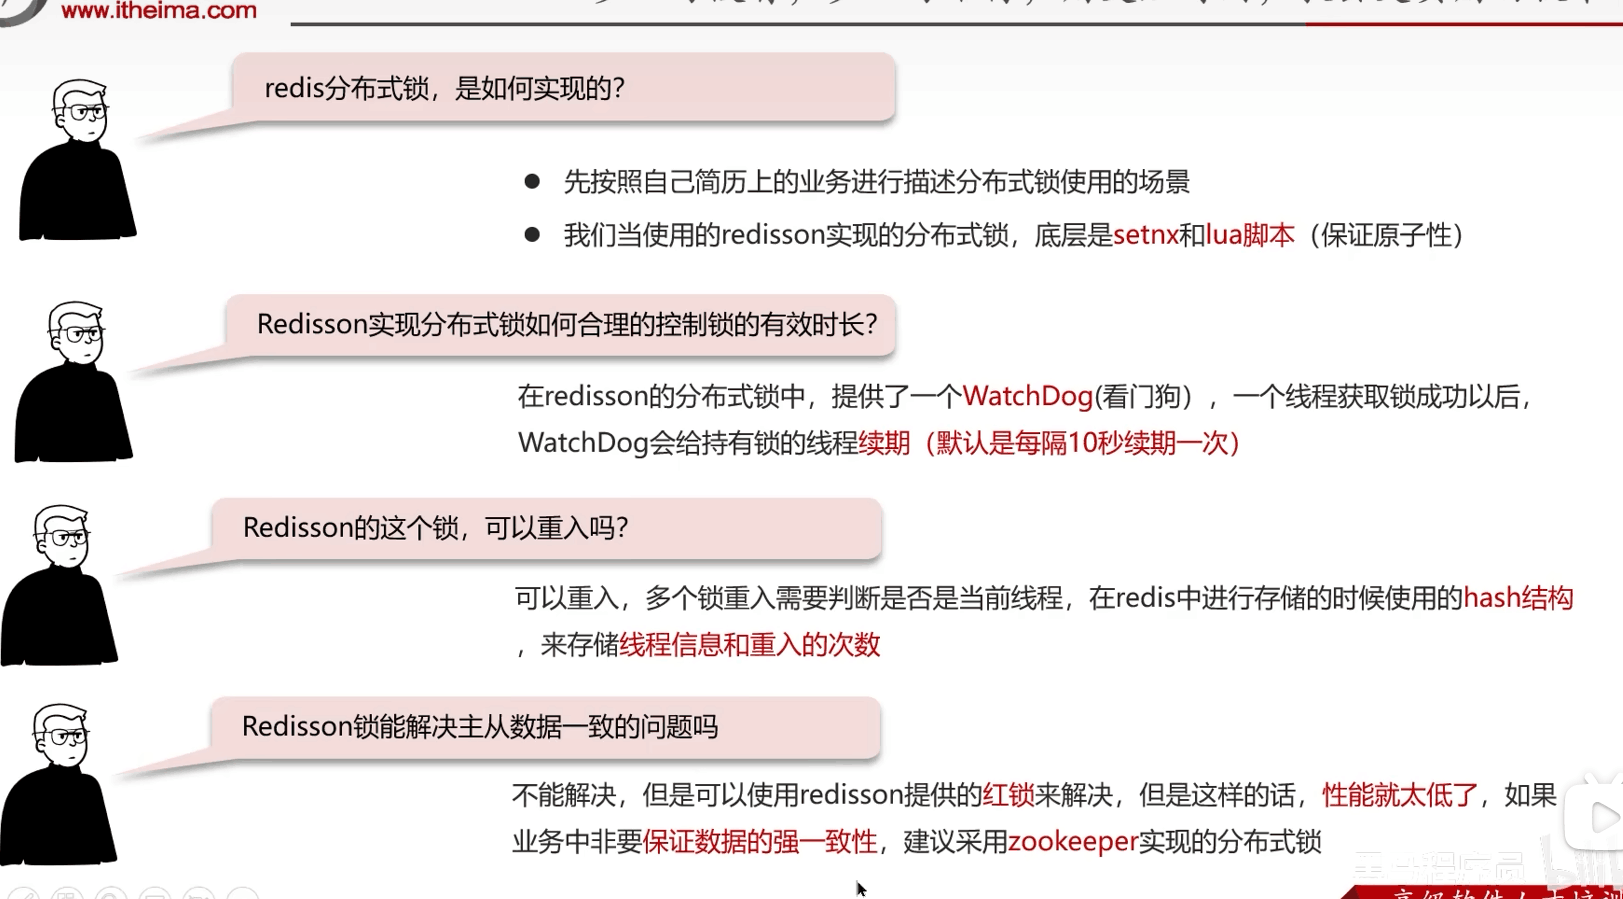 www.itheima.com
redis分布式锁，是如何实现的？
● 先按照自己简历上的业务进行描述分布式锁使用的场景
● 我们当使用的redisson实现的分布式锁，底层是setnx和lua脚本（保证原子性）
Redisson实现分布式锁如何合理的控制锁的有效时长？
在redisson的分布式锁中，提供了一个WatchDog(看门狗），一个线程获取锁成功以后，
WatchDog会给持有锁的线程续期（默认是每隔10秒续期一次）
Redisson的这个锁，可以重入吗？
可以重入，多个锁重入需要判断是否是当前线程，在redis中进行存储的时候使用的hash结构
，来存储线程信息和重入的次数
Redisson锁能解决主从数据一致的问题吗
不能解决，但是可以使用redisson提供的红锁来解决，但是这样的话，性能就太低了，如果
业务中非要保证数据的强一致性，建议采用zookeeper实现的分布式锁